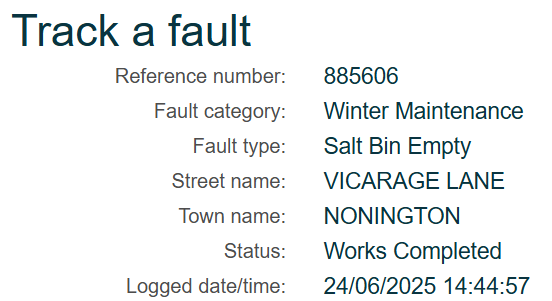 Track a fault
Reference number: 885606
Fault category: Winter Maintenance
Fault type: Salt Bin Empty
Street name: VICARAGE LANE
Town name: NONINGTON
Status: Works Completed
Logged date/time: 24/06/2025 14:44:57